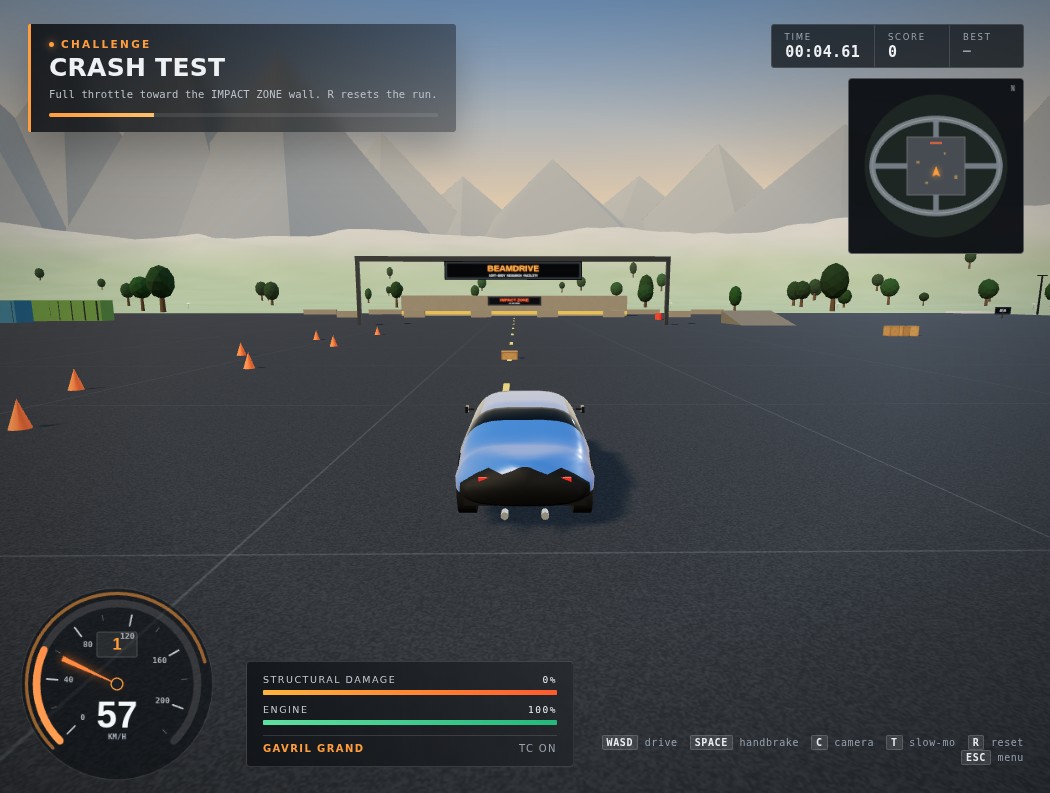 CHALLENGE
CRASH TEST
Full throttle toward the IMPACT ZONE wall. R resets the run.
TIME
00:04.61
SCORE
0
BEST
—
N
BEAMDRIVE
IMPACT ZONE
0
40
80
120
160
200
1
57
KM/H
STRUCTURAL DAMAGE 0%
ENGINE 100%
GAVRIL GRAND TC ON
WASD drive SPACE handbrake C camera T slow-mo R reset
ESC menu